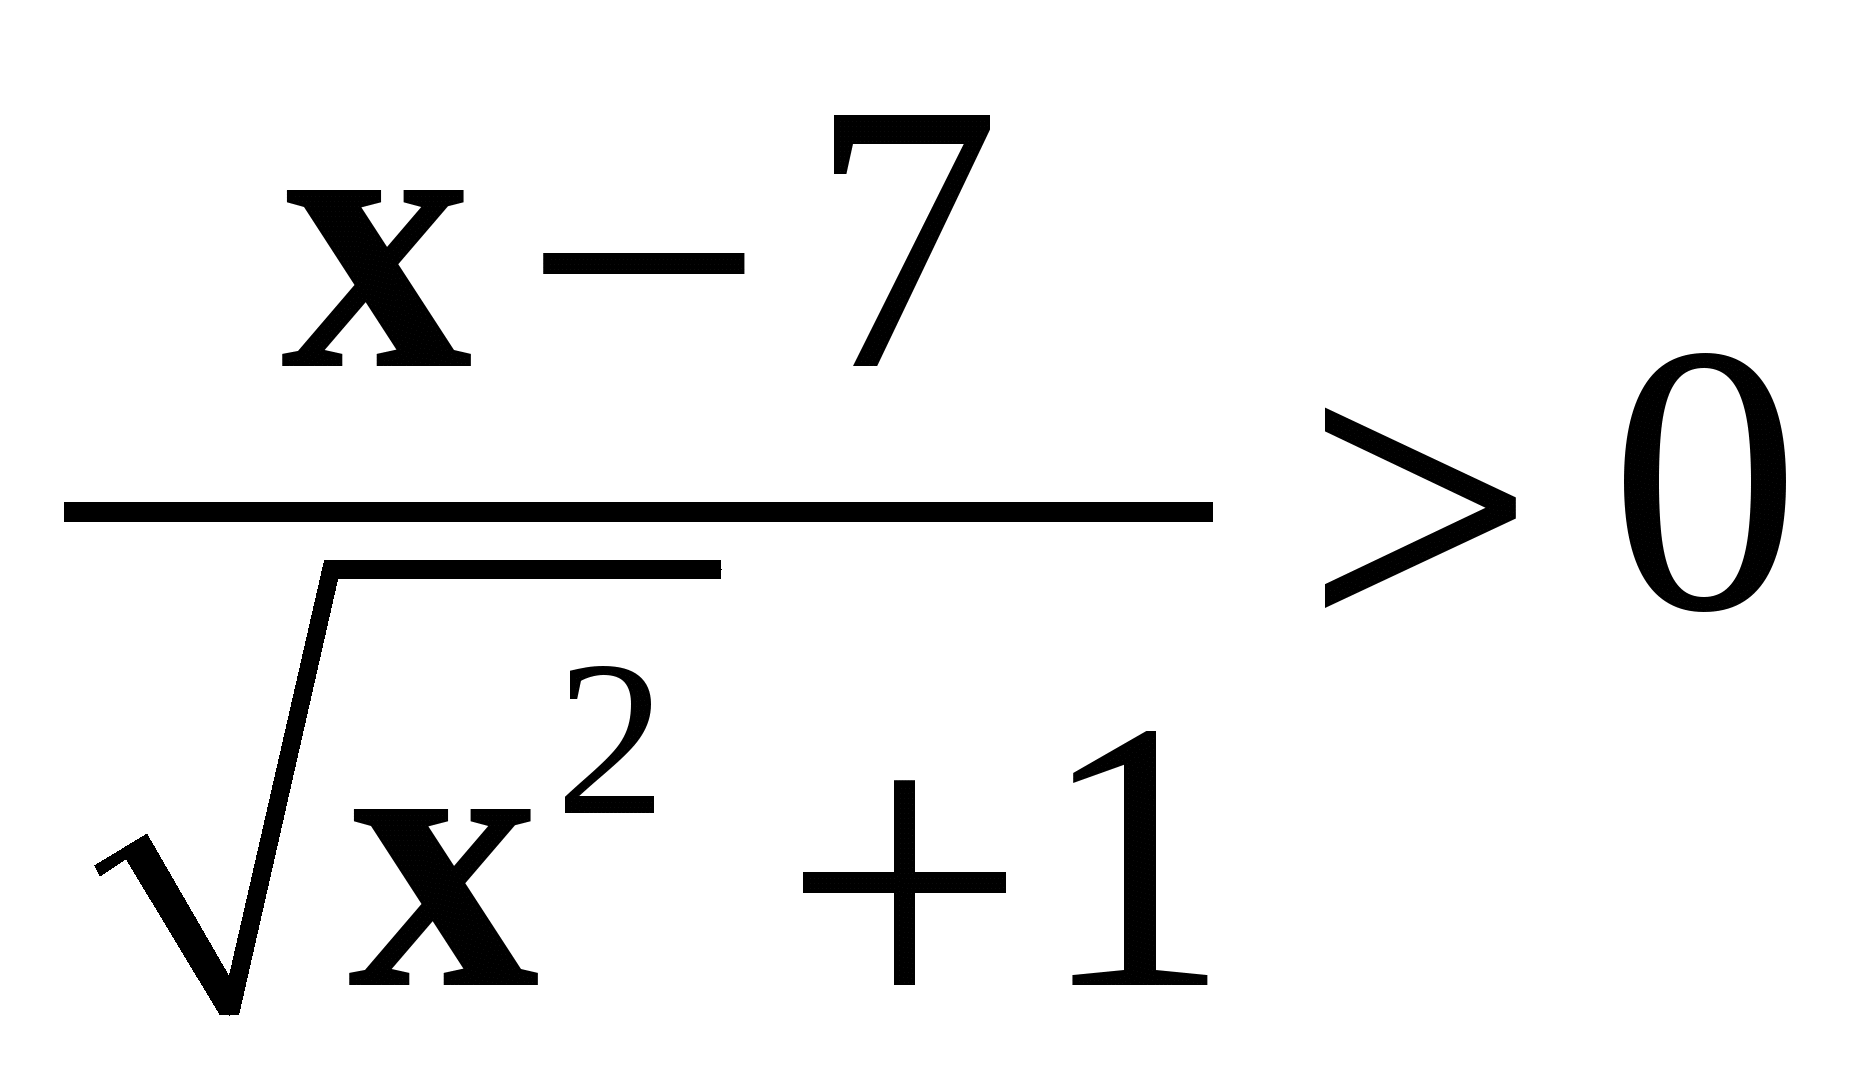 x − 7
> 0
√x² + 1